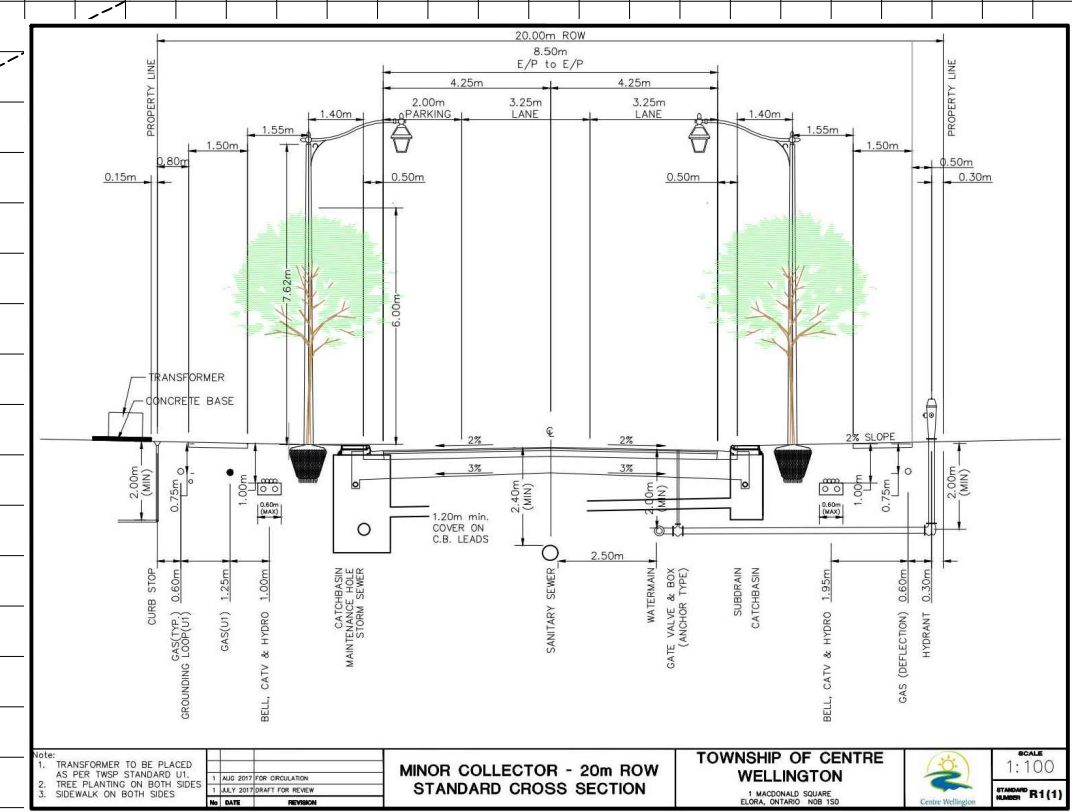 20.00m ROW
8.50m
E/P to E/P
4.25m
4.25m
2.00m
PARKING
3.25m
LANE
3.25m
LANE
1.40m
1.40m
1.55m
1.55m
1.50m
1.50m
0.80m
0.50m
0.15m
0.50m
0.50m
0.30m
PROPERTY LINE
PROPERTY LINE
7.62m
6.00m
TRANSFORMER
CONCRETE BASE
2%
2%
3%
3%
2% SLOPE
2.00m
(MIN)
0.75m
1.00m
0.60m
(MAX)
1.20m min.
COVER ON
C.B. LEADS
2.40m
(MIN)
2.00m
(MIN)
2.50m
0.60m
(MAX)
1.00m
0.75m
2.00m
(MIN)
CURB STOP
GAS(TYP.) 0.60m
GROUNDING LOOP(U1)
GAS(U1) 1.25m
BELL, CATV & HYDRO 1.00m
CATCHBASIN
MAINTENANCE HOLE
STORM SEWER
SANITARY SEWER
WATERMAIN
GATE VALVE & BOX
(ANCHOR TYPE)
SUBDRAIN
CATCHBASIN
BELL, CATV & HYDRO 1.95m
GAS (DEFLECTION) 0.60m
HYDRANT 0.30m
Note:
1. TRANSFORMER TO BE PLACED
AS PER TWSP STANDARD U1.
2. TREE PLANTING ON BOTH SIDES
3. SIDEWALK ON BOTH SIDES
1 AUG 2017 FOR CIRCULATION
1 JULY 2017 DRAFT FOR REVIEW
No DATE REVISION
MINOR COLLECTOR - 20m ROW
STANDARD CROSS SECTION
TOWNSHIP OF CENTRE
WELLINGTON
1 MACDONALD SQUARE
ELORA, ONTARIO N0B 1S0
Centre Wellington
SCALE
1:100
STANDARD
NUMBER R1(1)